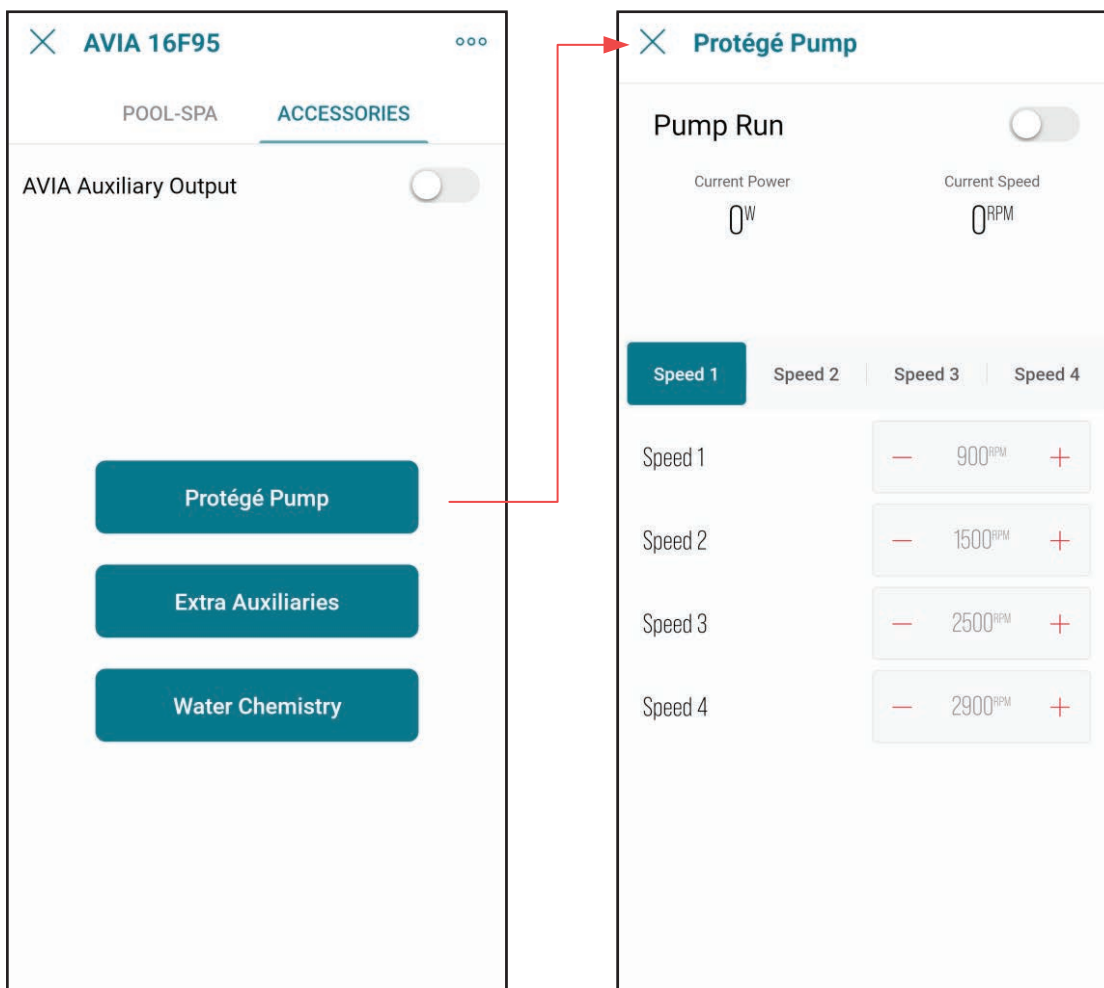 AVIA 16F95
POOL-SPA ACCESSORIES
AVIA Auxiliary Output
Protégé Pump
Extra Auxiliaries
Water Chemistry
Protégé Pump
Pump Run
Current Power Current Speed
0W 0RPM
Speed 1 Speed 2 Speed 3 Speed 4
Speed 1 — 900RPM +
Speed 2 — 1500RPM +
Speed 3 — 2500RPM +
Speed 4 — 2900RPM +